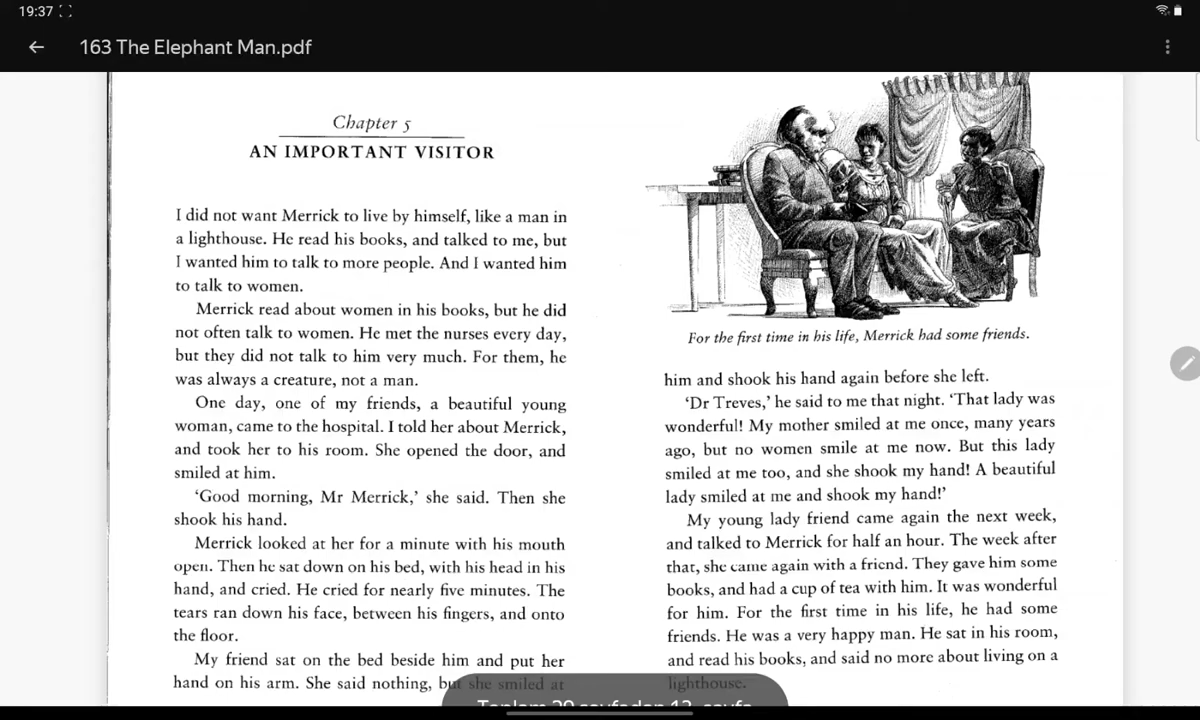 19:37
163 The Elephant Man.pdf
Chapter 5
AN IMPORTANT VISITOR
I did not want Merrick to live by himself, like a man in
a lighthouse. He read his books, and talked to me, but
I wanted him to talk to more people. And I wanted him
to talk to women.
Merrick read about women in his books, but he did
not often talk to women. He met the nurses every day,
but they did not talk to him very much. For them, he
was always a creature, not a man.
One day, one of my friends, a beautiful young
woman, came to the hospital. I told her about Merrick,
and took her to his room. She opened the door, and
smiled at him.
‘Good morning, Mr Merrick,’ she said. Then she
shook his hand.
Merrick looked at her for a minute with his mouth
open. Then he sat down on his bed, with his head in his
hand, and cried. He cried for nearly five minutes. The
tears ran down his face, between his fingers, and onto
the floor.
My friend sat on the bed beside him and put her
hand on his arm. She said nothing, but she smiled at
For the first time in his life, Merrick had some friends.
him and shook his hand again before she left.
‘Dr Treves,’ he said to me that night. ‘That lady was
wonderful! My mother smiled at me once, many years
ago, but no women smile at me now. But this lady
smiled at me too, and she shook my hand! A beautiful
lady smiled at me and shook my hand!’
My young lady friend came again the next week,
and talked to Merrick for half an hour. The week after
that, she came again with a friend. They gave him some
books, and had a cup of tea with him. It was wonderful
for him. For the first time in his life, he had some
friends. He was a very happy man. He sat in his room,
and read his books, and said no more about living on a
lighthouse.